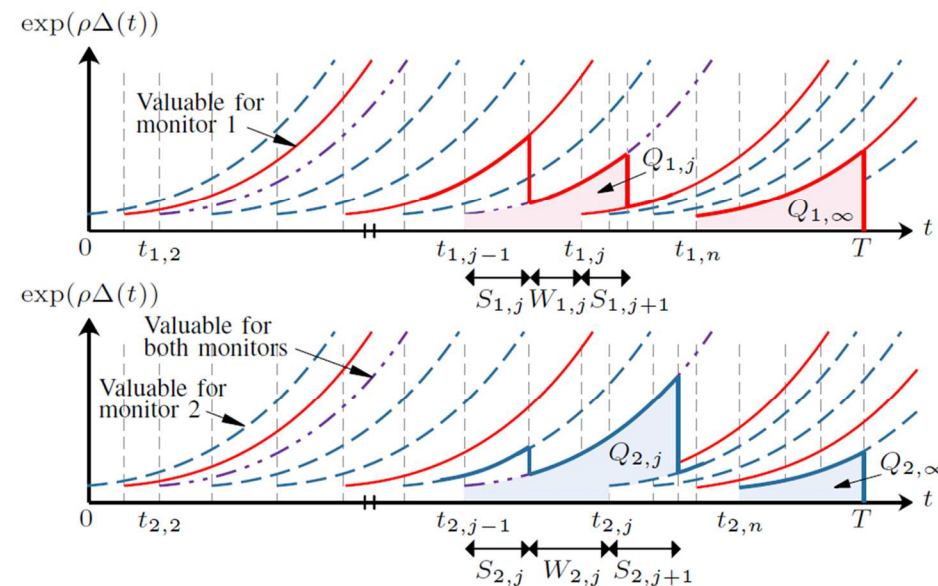 exp(ρΔ(t))
Valuable for
monitor 1
Q₁,ⱼ
Q₁,∞
0 t₁,₂ t₁,ⱼ₋₁ t₁,ⱼ t₁,ₙ T t
S₁,ⱼ W₁,ⱼ S₁,ⱼ₊₁
exp(ρΔ(t))
Valuable for
both monitors
Valuable for
monitor 2
Q₂,ⱼ
Q₂,∞
0 t₂,₂ t₂,ⱼ₋₁ t₂,ⱼ t₂,ₙ T t
S₂,ⱼ W₂,ⱼ S₂,ⱼ₊₁